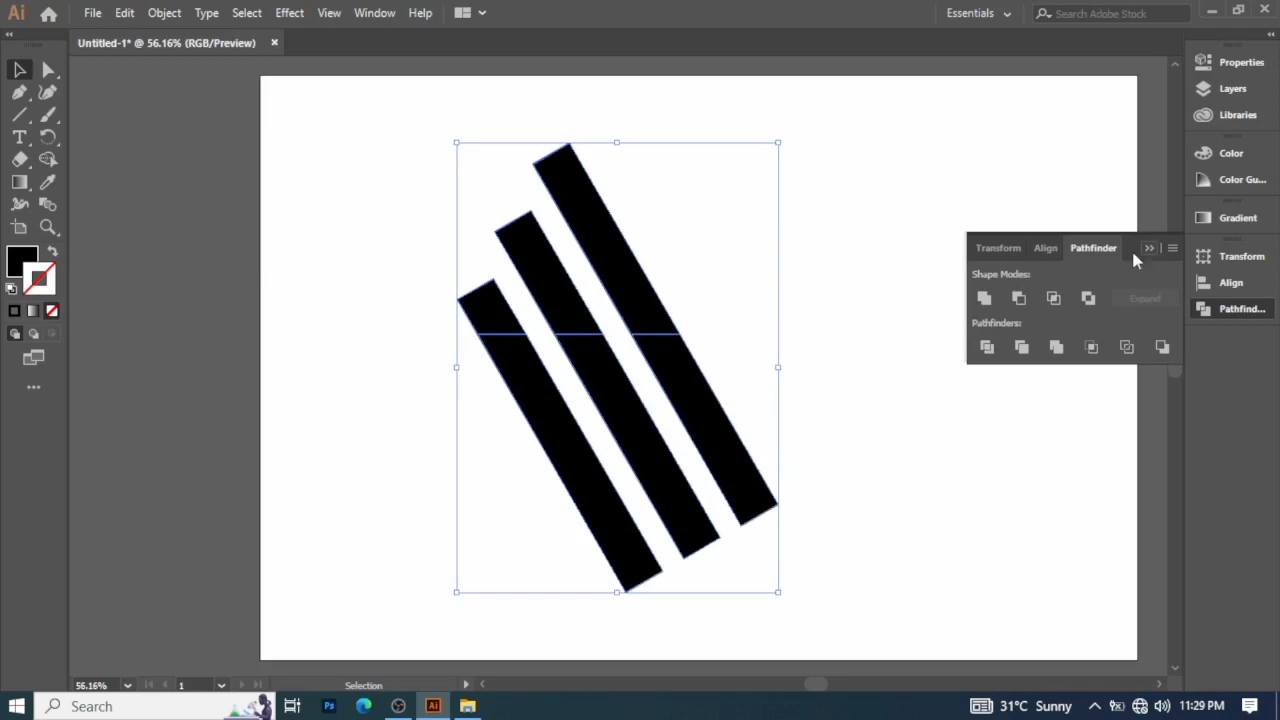 Ai File Edit Object Type Select Effect View Window Help Essentials Search Adobe Stock
Untitled-1* @ 56.16% (RGB/Preview)
Properties
Layers
Libraries
Color
Color Gu...
Gradient
Transform Align Pathfinder
Transform
Shape Modes:
Align
Expand
Pathfind...
Pathfinders:
56.16% 1 Selection
Search Ps Ai 31°C Sunny 11:29 PM